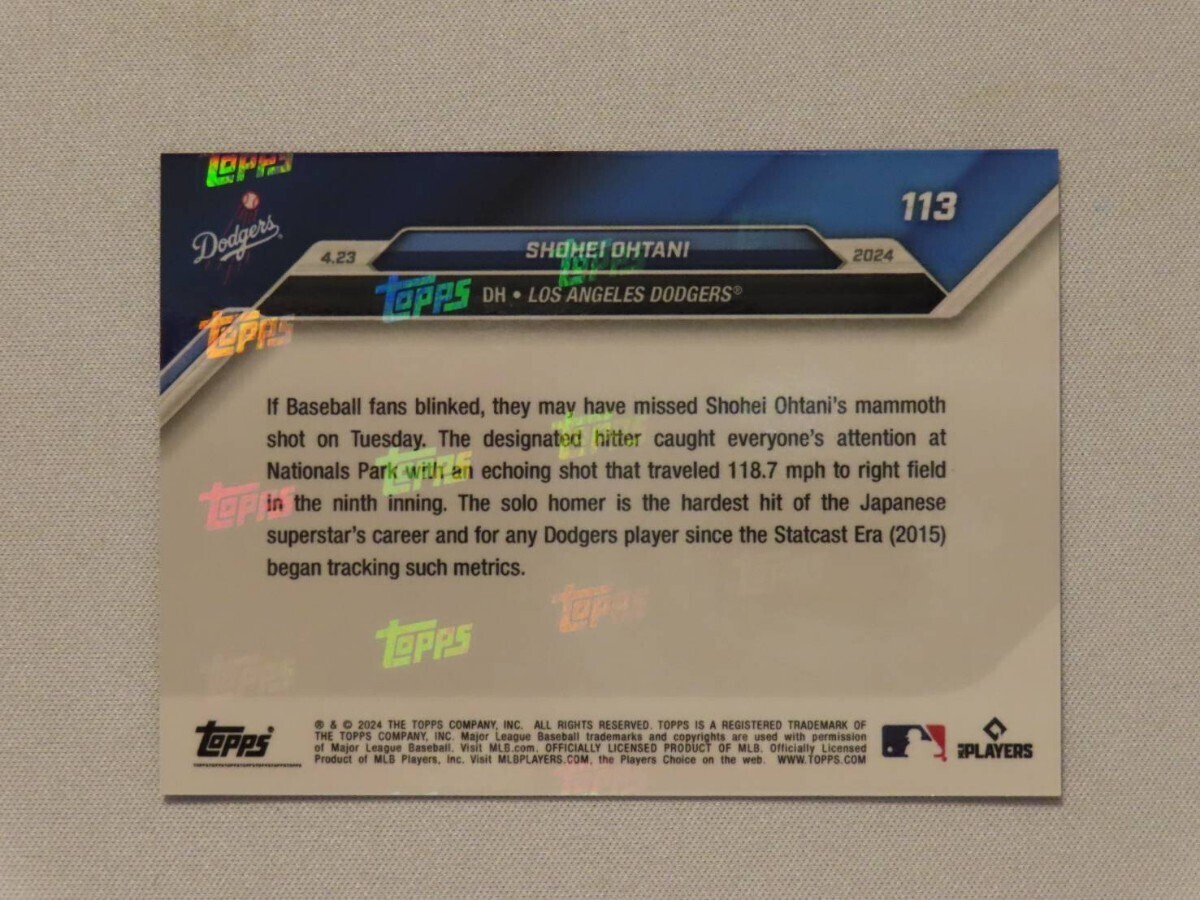 TOPPS
113
Dodgers
4.23
SHOHEI OHTANI
2024
TOPPS
TOPPS
DH • LOS ANGELES DODGERS®
TOPPS
If Baseball fans blinked, they may have missed Shohei Ohtani's mammoth
shot on Tuesday. The designated hitter caught everyone's attention at
Nationals Park with an echoing shot that traveled 118.7 mph to right field
in the ninth inning. The solo homer is the hardest hit of the Japanese
superstar's career and for any Dodgers player since the Statcast Era (2015)
began tracking such metrics.
TOPPS
TOPPS
TOPPS
TOPPS
TOPPS
TOPPS
TOPPS
® & © 2024 THE TOPPS COMPANY, INC. ALL RIGHTS RESERVED. TOPPS IS A REGISTERED TRADEMARK OF
THE TOPPS COMPANY, INC. Major League Baseball trademarks and copyrights are used with permission
of Major League Baseball. Visit MLB.com. OFFICIALLY LICENSED PRODUCT OF MLB. Officially Licensed
Product of MLB Players, Inc. Visit MLBPLAYERS.COM, the Players Choice on the web. WWW.TOPPS.COM
PLAYERS
TOPPS